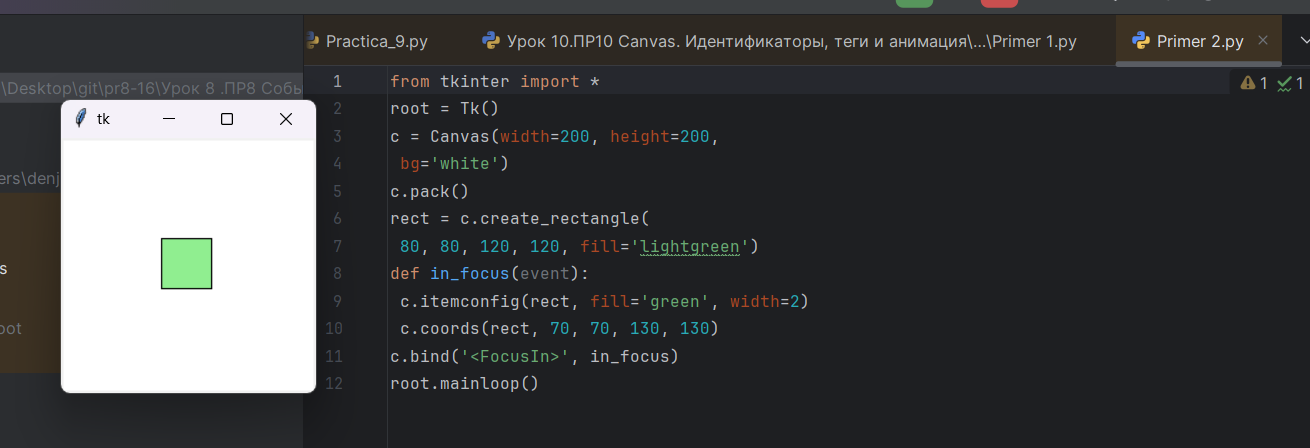 Practica_9.py
Урок 10.ПР10 Canvas. Идентификаторы, теги и анимация\...\Primer 1.py
Primer 2.py
\Desktop\git\pr8-16\Урок 8 .ПР8 Собы
tk
ers\denj
s
oot
1 from tkinter import *
2 root = Tk()
3 c = Canvas(width=200, height=200,
4 bg='white')
5 c.pack()
6 rect = c.create_rectangle(
7 80, 80, 120, 120, fill='lightgreen')
8 def in_focus(event):
9 c.itemconfig(rect, fill='green', width=2)
10 c.coords(rect, 70, 70, 130, 130)
11 c.bind('<FocusIn>', in_focus)
12 root.mainloop()
1 1